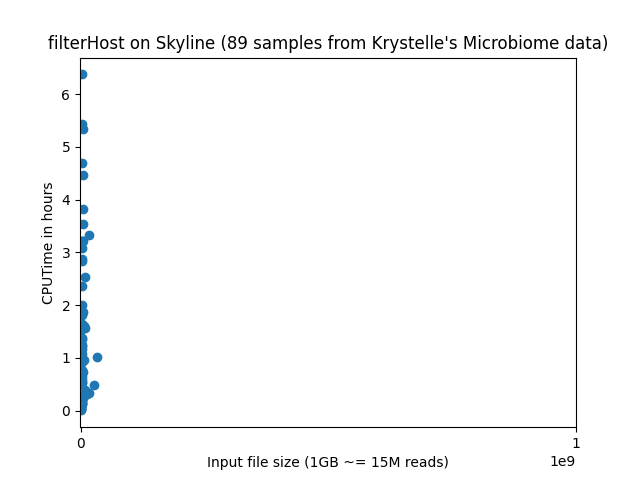 filterHost on Skyline (89 samples from Krystelle's Microbiome data)
6
5
4
3
2
1
0
CPUTime in hours
0 1
1e9
Input file size (1GB ~= 15M reads)